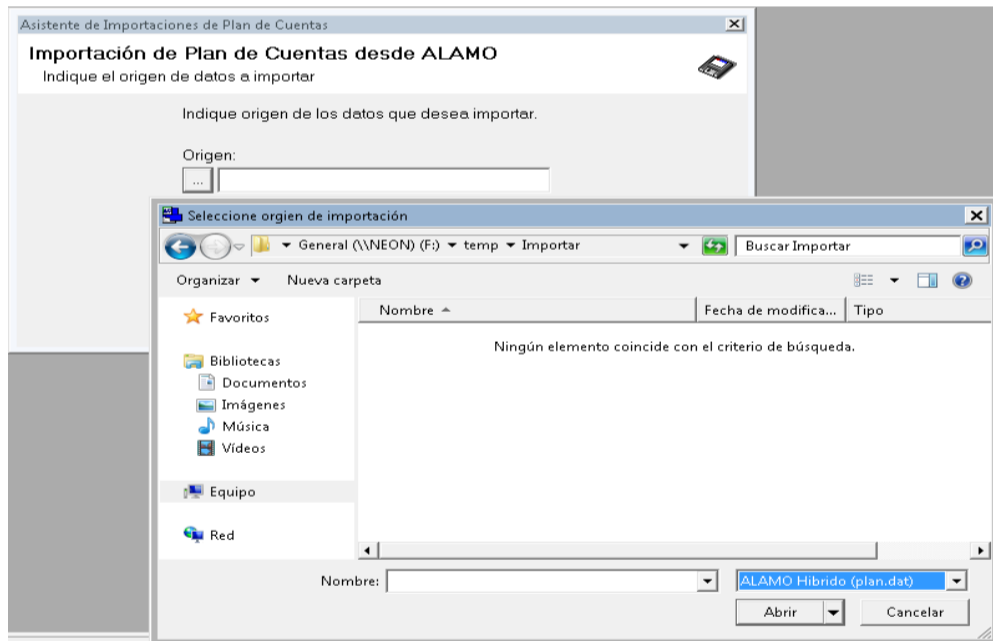 Asistente de Importaciones de Plan de Cuentas
Importación de Plan de Cuentas desde ALAMO
Indique el origen de datos a importar
Indique origen de los datos que desea importar.
Origen:
...
Seleccione orgien de importación
General (\\NEON) (F:) temp Importar Buscar Importar
Organizar Nueva carpeta
Favoritos
Bibliotecas
Documentos
Imágenes
Música
Vídeos
Equipo
Red
Nombre Fecha de modifica... Tipo
Ningún elemento coincide con el criterio de búsqueda.
Nombre: ALAMO Hibrido (plan.dat)
Abrir Cancelar